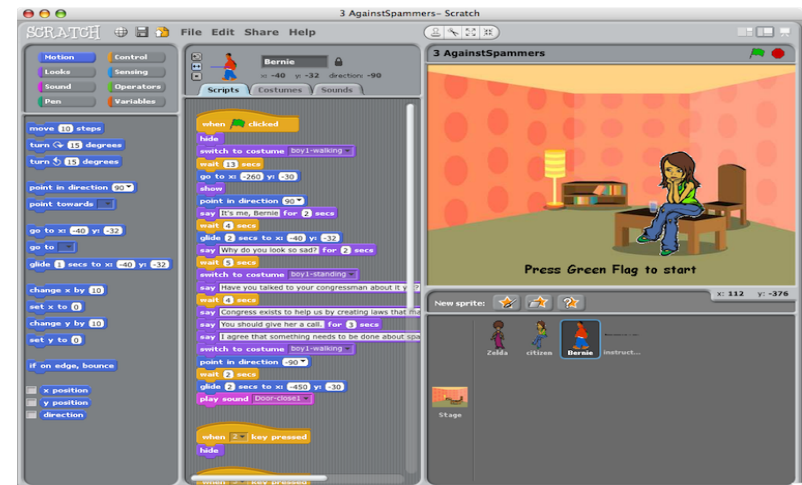 3 AgainstSpammers- Scratch
SCRATCH
File Edit Share Help
Motion Control
Looks Sensing
Sound Operators
Pen Variables
move 10 steps
turn 15 degrees
turn 15 degrees
point in direction 90
point towards
go to x: -40 y: -32
go to
glide 1 secs to x: -40 y: -32
change x by 10
set x to 0
change y by 10
set y to 0
if on edge, bounce
x position
y position
direction
Bernie
x: -40 y: -32 direction: -90
Scripts Costumes Sounds
when clicked
hide
switch to costume boy1-walking
wait 13 secs
go to x: -260 y: -30
show
point in direction 90
say It's me, Bernie for 2 secs
wait 4 secs
glide 2 secs to x: -40 y: -32
say Why do you look so sad? for 2 secs
wait 5 secs
switch to costume boy1-standing
say Have you talked to your congressman about it
wait 4 secs
say Congress exists to help us by creating laws that
say You should give her a call. for 3 secs
say I agree that something needs to be done about
switch to costume boy1-walking
point in direction -90
wait 2 secs
glide 2 secs to x: -450 y: -30
play sound Door-close1
when 2 key pressed
hide
3 AgainstSpammers
Press Green Flag to start
x: 112 y: -376
New sprite:
Zelda citizen Bernie instruct...
Stage